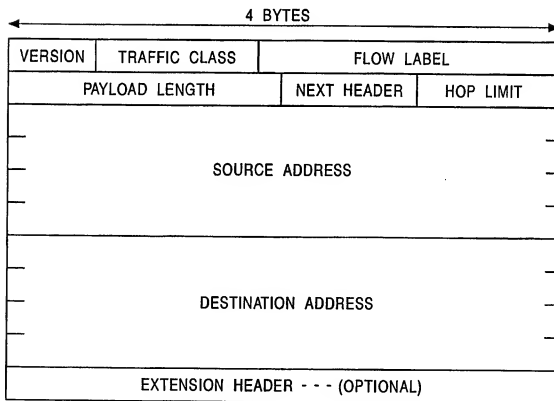 4 BYTES
VERSION TRAFFIC CLASS FLOW LABEL
PAYLOAD LENGTH NEXT HEADER HOP LIMIT
SOURCE ADDRESS
DESTINATION ADDRESS
EXTENSION HEADER - - - (OPTIONAL)